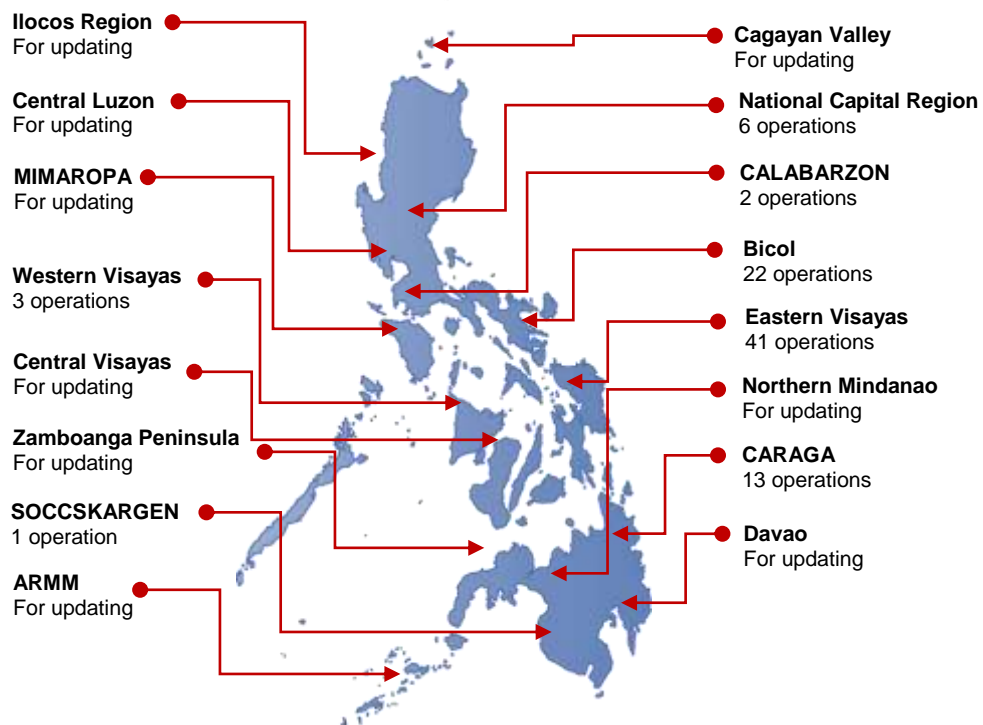 Ilocos Region
For updating
Central Luzon
For updating
MIMAROPA
For updating
Western Visayas
3 operations
Central Visayas
For updating
Zamboanga Peninsula
For updating
SOCCSKARGEN
1 operation
ARMM
For updating
Cagayan Valley
For updating
National Capital Region
6 operations
CALABARZON
2 operations
Bicol
22 operations
Eastern Visayas
41 operations
Northern Mindanao
For updating
CARAGA
13 operations
Davao
For updating